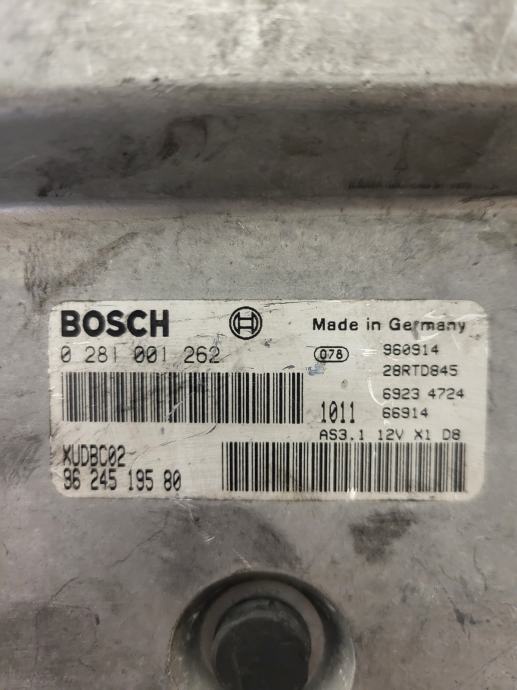 BOSCH
Made in Germany
0 281 001 262
078
960914
28RTD845
6923 4724
1011
66914
AS3.1 12V X1 D8
XUDBC02
96 245 195 80